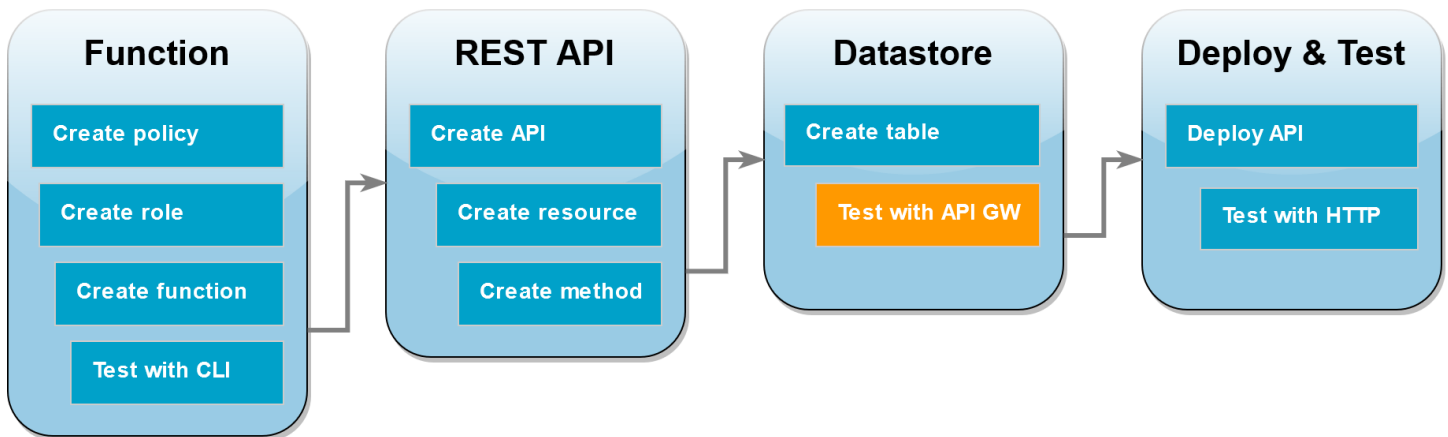 Function
Create policy
Create role
Create function
Test with CLI
REST API
Create API
Create resource
Create method
Datastore
Create table
Test with API GW
Deploy & Test
Deploy API
Test with HTTP